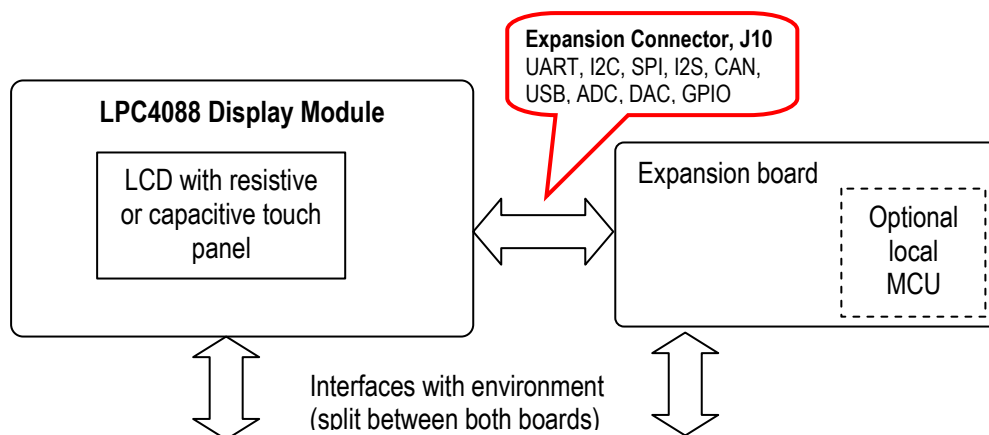 Expansion Connector, J10
UART, I2C, SPI, I2S, CAN,
USB, ADC, DAC, GPIO
LPC4088 Display Module
LCD with resistive
or capacitive touch
panel
Expansion board
Optional
local
MCU
Interfaces with environment
(split between both boards)